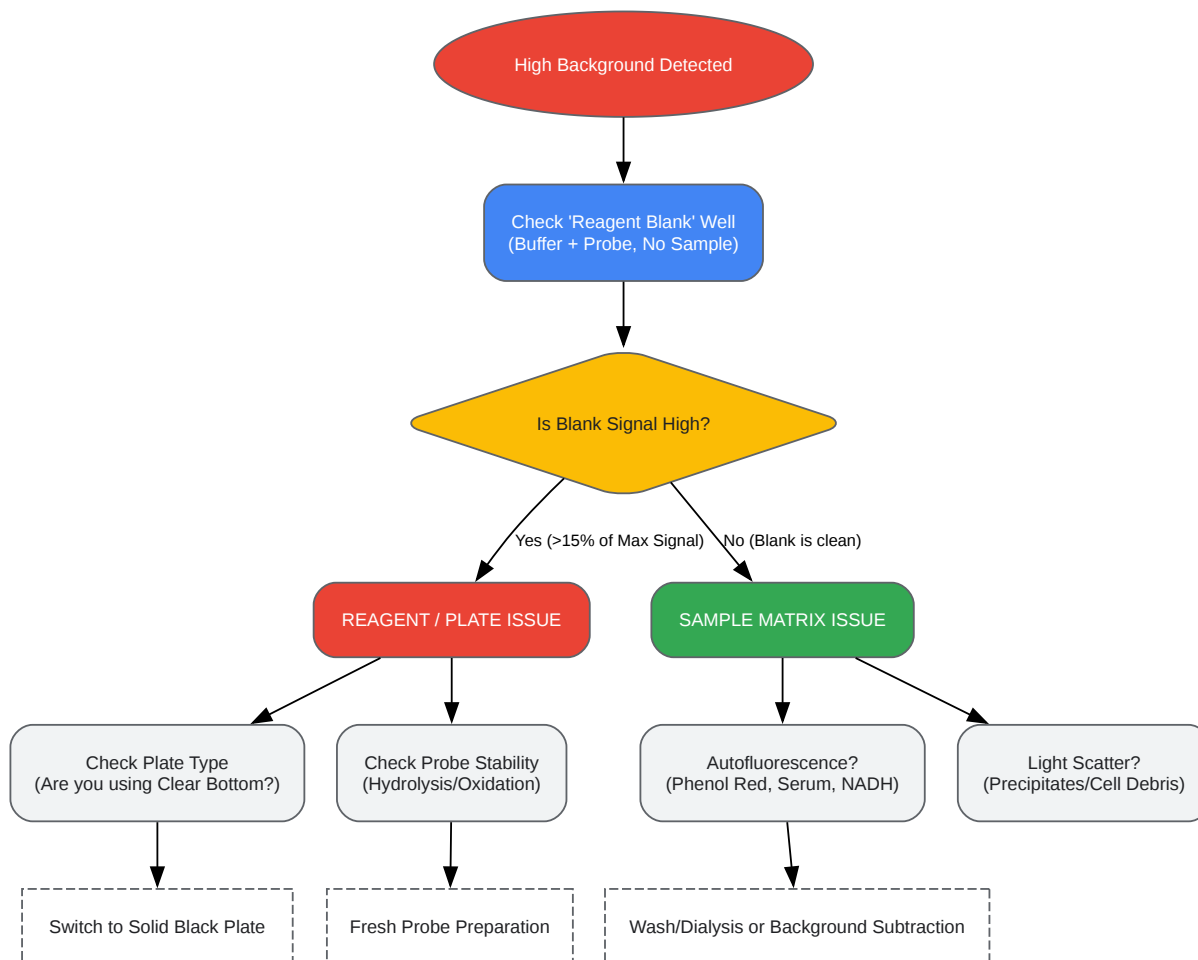 High Background Detected
Check 'Reagent Blank' Well
(Buffer + Probe, No Sample)
Is Blank Signal High?
Yes (>15% of Max Signal)
No (Blank is clean)
REAGENT / PLATE ISSUE
SAMPLE MATRIX ISSUE
Check Plate Type
(Are you using Clear Bottom?)
Check Probe Stability
(Hydrolysis/Oxidation)
Autofluorescence?
(Phenol Red, Serum, NADH)
Light Scatter?
(Precipitates/Cell Debris)
Switch to Solid Black Plate
Fresh Probe Preparation
Wash/Dialysis or Background Subtraction